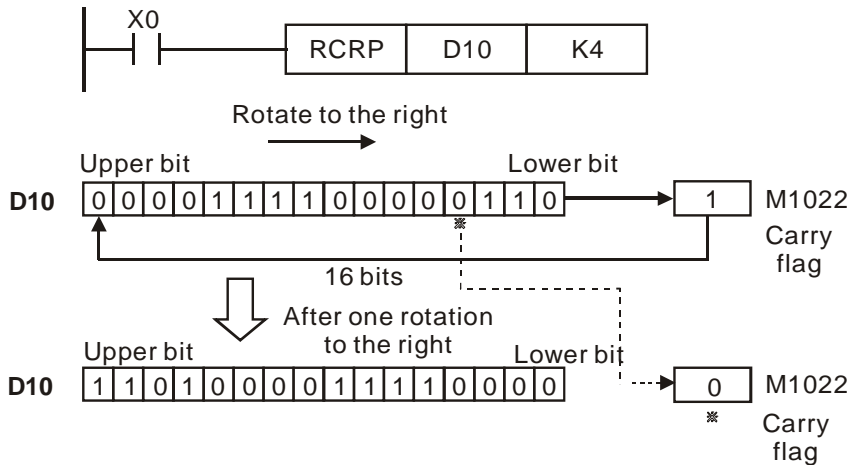 X0
RCRP D10 K4
Rotate to the right
Upper bit Lower bit
D10 0 0 0 0 1 1 1 1 0 0 0 0 0 1 1 0 1 M1022
※ Carry
flag
16 bits
After one rotation
to the right
Upper bit Lower bit
D10 1 1 0 1 0 0 0 0 1 1 1 1 0 0 0 0 0 M1022
※ Carry
flag